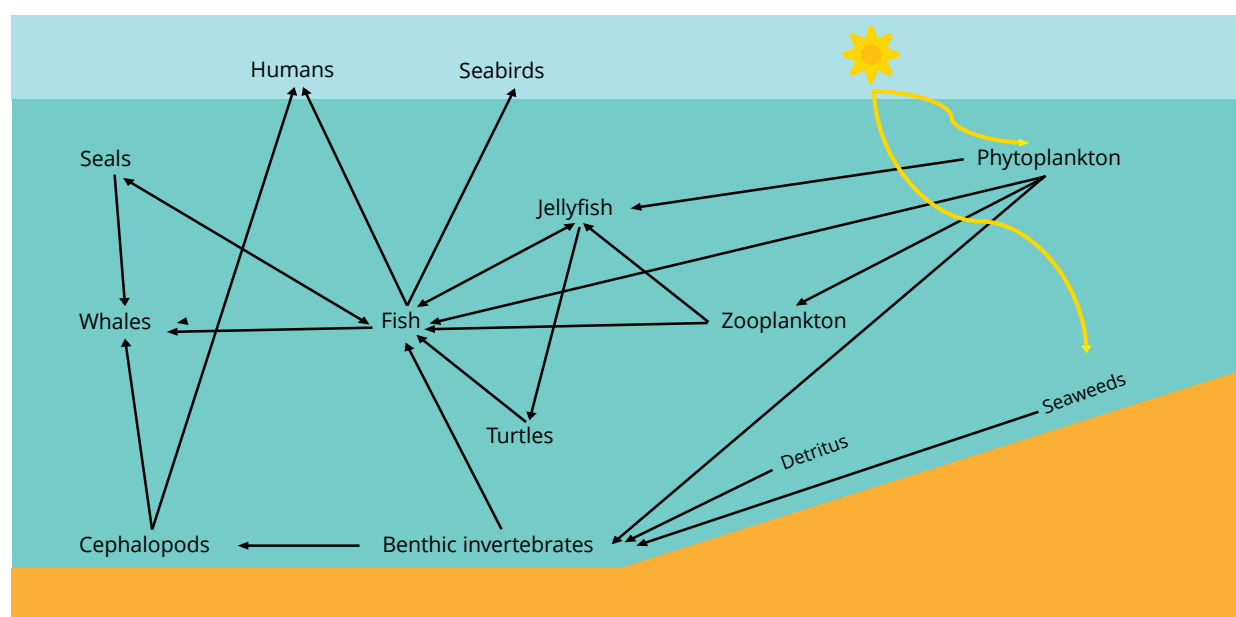 Humans
Seabirds
Seals
Phytoplankton
Jellyfish
Whales
Fish
Zooplankton
Seaweeds
Turtles
Detritus
Cephalopods
Benthic invertebrates